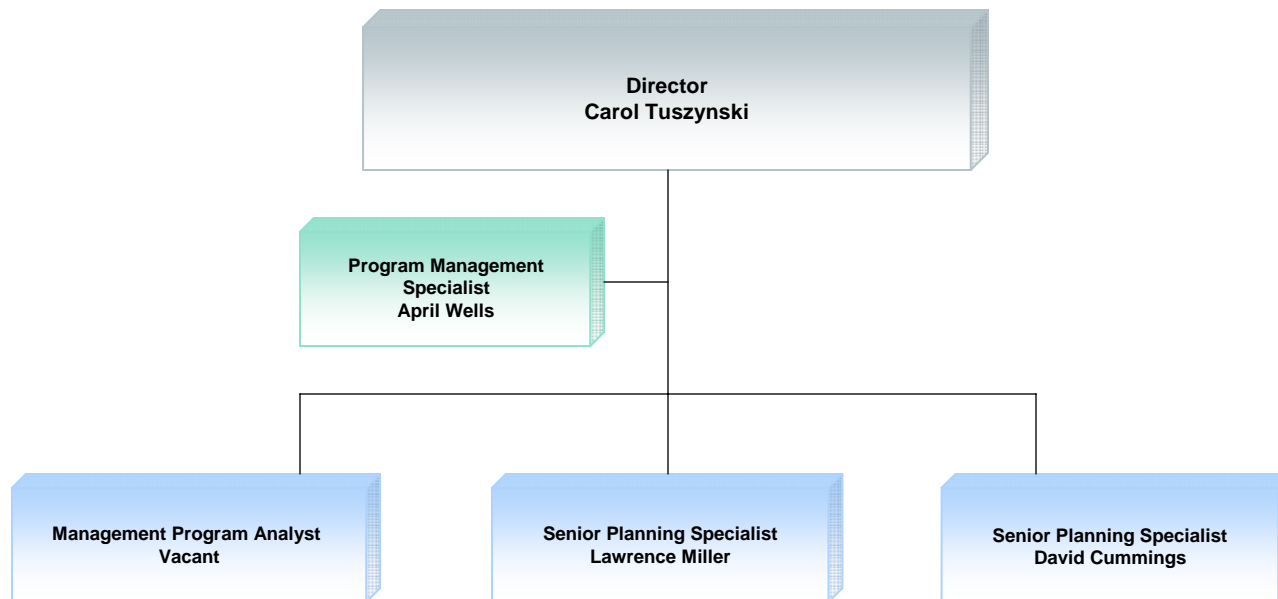 Director
Carol Tuszynski
Program Management
Specialist
April Wells
Management Program Analyst
Vacant
Senior Planning Specialist
Lawrence Miller
Senior Planning Specialist
David Cummings